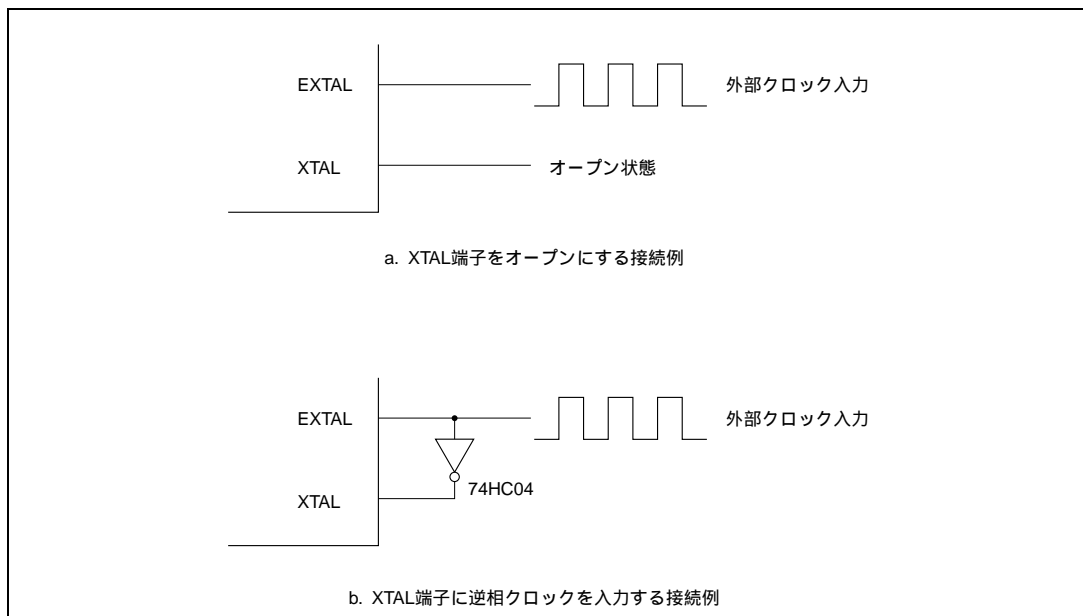 EXTAL 外部クロック入力
XTAL オープン状態
a. XTAL端子をオープンにする接続例
EXTAL 外部クロック入力
74HC04
XTAL
b. XTAL端子に逆相クロックを入力する接続例